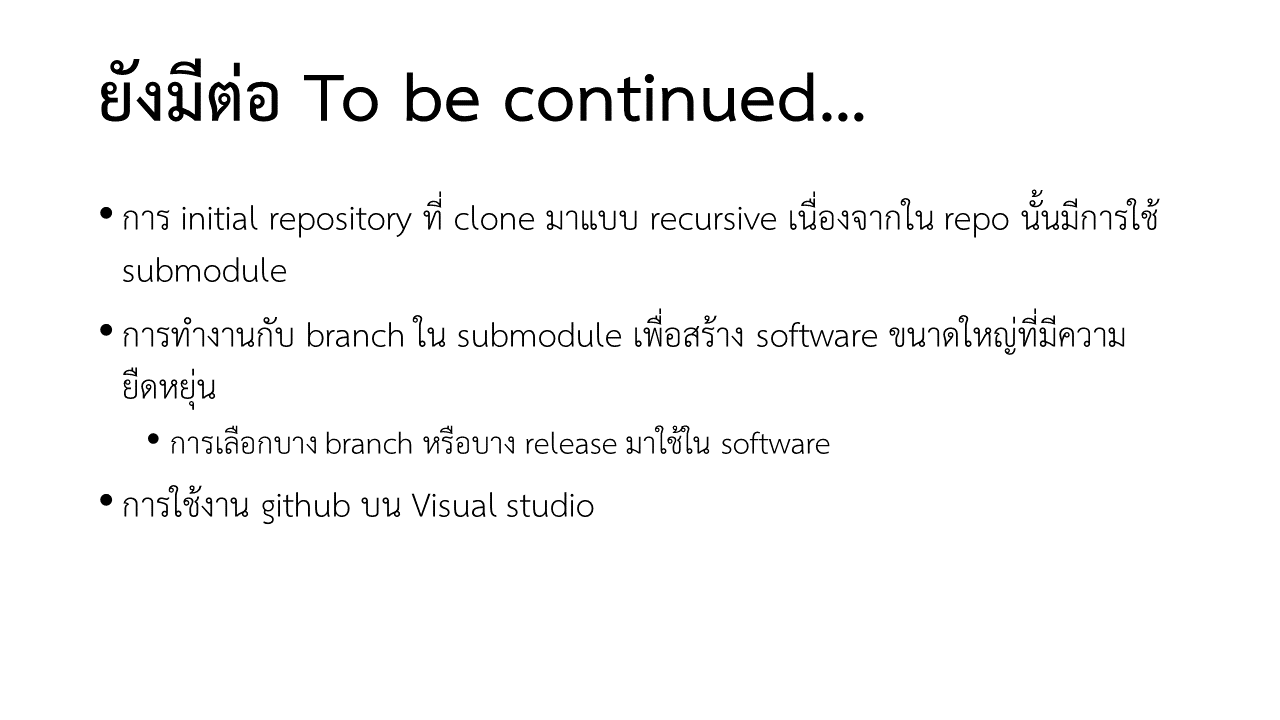 ยังมีต่อ To be continued...
• การ initial repository ที่ clone มาแบบ recursive เนื่องจากใน repo นั้นมีการใช้
submodule
• การทำงานกับ branch ใน submodule เพื่อสร้าง software ขนาดใหญ่ที่มีความ
ยืดหยุ่น
• การเลือกบาง branch หรือบาง release มาใช้ใน software
• การใช้งาน github บน Visual studio